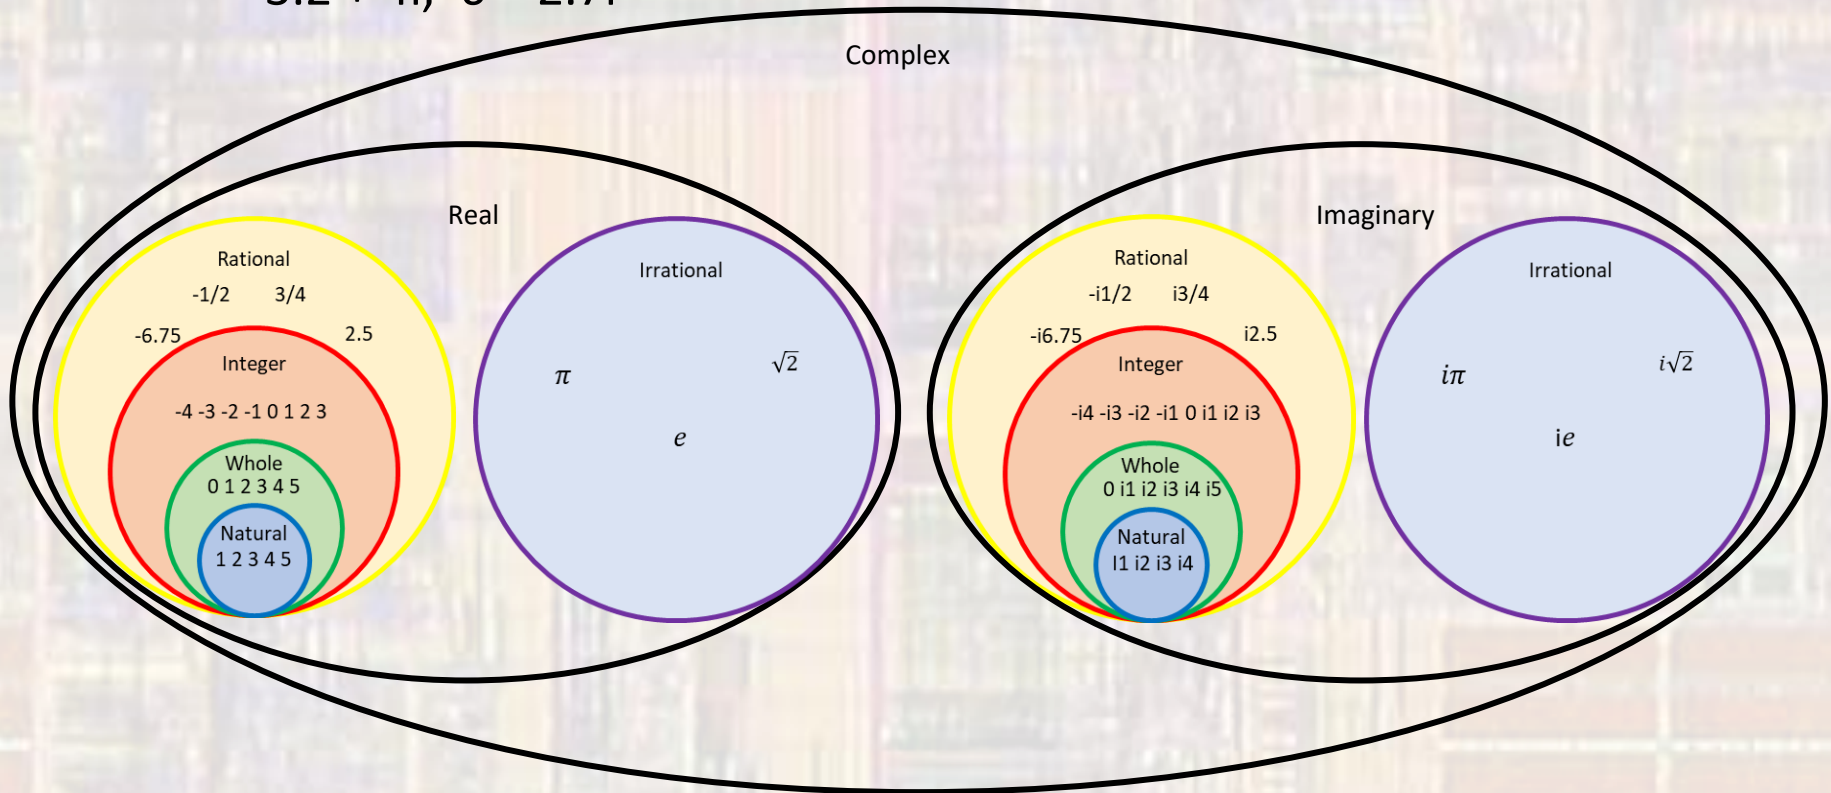 Complex
Real
Rational
-1/2 3/4
-6.75 2.5
Integer
-4 -3 -2 -1 0 1 2 3
Whole
0 1 2 3 4 5
Natural
1 2 3 4 5
Irrational
π √2
e
Imaginary
Rational
-i1/2 i3/4
-i6.75 i2.5
Integer
-i4 -i3 -i2 -i1 0 i1 i2 i3
Whole
0 i1 i2 i3 i4 i5
Natural
I1 i2 i3 i4
Irrational
iπ i√2
ie